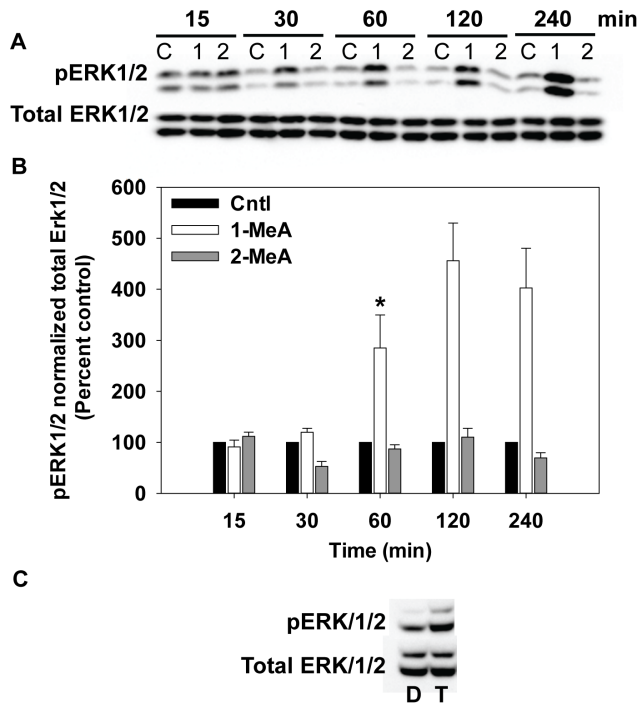 15 30 60 120 240 min
A
C 1 2 C 1 2 C 1 2 C 1 2 C 1 2
pERK1/2
Total ERK1/2
B
pERK1/2 normalized total Erk1/2
(Percent control)
600
500
400
300
200
100
0
Cntl
1-MeA
2-MeA
*
15 30 60 120 240
Time (min)
C
pERK/1/2
Total ERK/1/2
D T